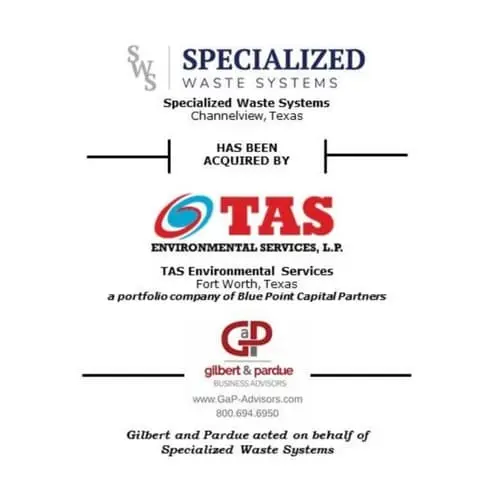 SWS
SPECIALIZED
WASTE SYSTEMS
Specialized Waste Systems
Channelview, Texas
HAS BEEN
ACQUIRED BY
TAS
ENVIRONMENTAL SERVICES, L.P.
TAS Environmental Services
Fort Worth, Texas
a portfolio company of Blue Point Capital Partners
GaP
gilbert & pardue
BUSINESS ADVISORS
www.GaP-Advisors.com
800.694.6950
Gilbert and Pardue acted on behalf of
Specialized Waste Systems